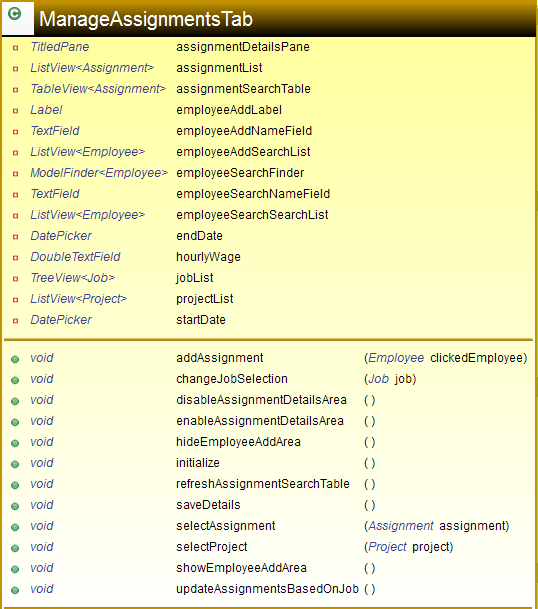 C ManageAssignmentsTab
TitledPane assignmentDetailsPane
ListView<Assignment> assignmentList
TableView<Assignment> assignmentSearchTable
Label employeeAddLabel
TextField employeeAddNameField
ListView<Employee> employeeAddSearchList
ModelFinder<Employee> employeeSearchFinder
TextField employeeSearchNameField
ListView<Employee> employeeSearchSearchList
DatePicker endDate
DoubleTextField hourlyWage
TreeView<Job> jobList
ListView<Project> projectList
DatePicker startDate
void addAssignment (Employee clickedEmployee)
void changeJobSelection (Job job)
void disableAssignmentDetailsArea ( )
void enableAssignmentDetailsArea ( )
void hideEmployeeAddArea ( )
void initialize ( )
void refreshAssignmentSearchTable ( )
void saveDetails ( )
void selectAssignment (Assignment assignment)
void selectProject (Project project)
void showEmployeeAddArea ( )
void updateAssignmentsBasedOnJob ( )